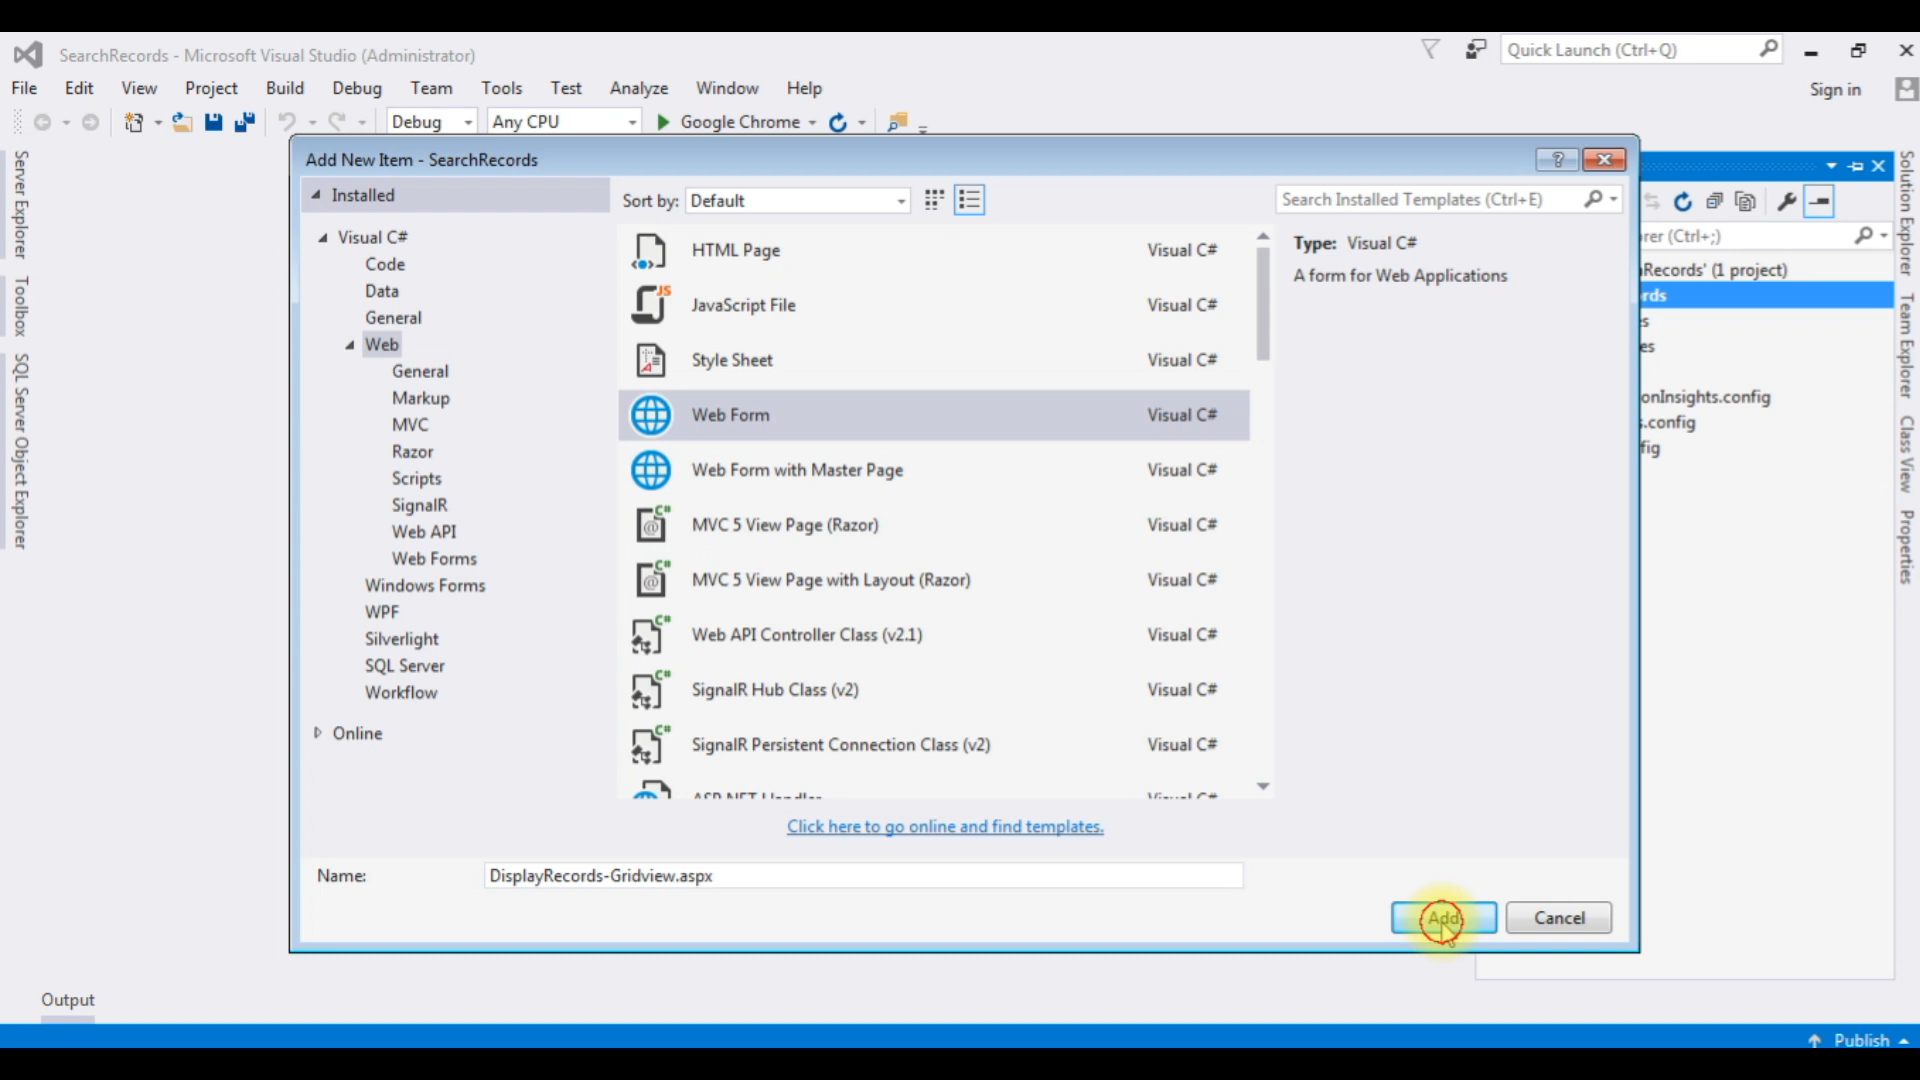 SearchRecords - Microsoft Visual Studio (Administrator)
Quick Launch (Ctrl+Q)
File Edit View Project Build Debug Team Tools Test Analyze Window Help
Sign in
Debug Any CPU Google Chrome
Server Explorer
Toolbox
SQL Server Object Explorer
Add New Item - SearchRecords
Installed
Visual C#
Code
Data
General
Web
General
Markup
MVC
Razor
Scripts
SignalR
Web API
Web Forms
Windows Forms
WPF
Silverlight
SQL Server
Workflow
Online
Sort by: Default
HTML Page Visual C#
JavaScript File Visual C#
Style Sheet Visual C#
Web Form Visual C#
Web Form with Master Page Visual C#
MVC 5 View Page (Razor) Visual C#
MVC 5 View Page with Layout (Razor) Visual C#
Web API Controller Class (v2.1) Visual C#
SignalR Hub Class (v2) Visual C#
SignalR Persistent Connection Class (v2) Visual C#
Click here to go online and find templates.
Search Installed Templates (Ctrl+E)
Type: Visual C#
A form for Web Applications
Name: DisplayRecords-Gridview.aspx
Add Cancel
rer (Ctrl+;)
Records' (1 project)
rds
s
es
onInsights.config
s.config
fig
Solution Explorer
Team Explorer
Class View
Properties
Output
Publish